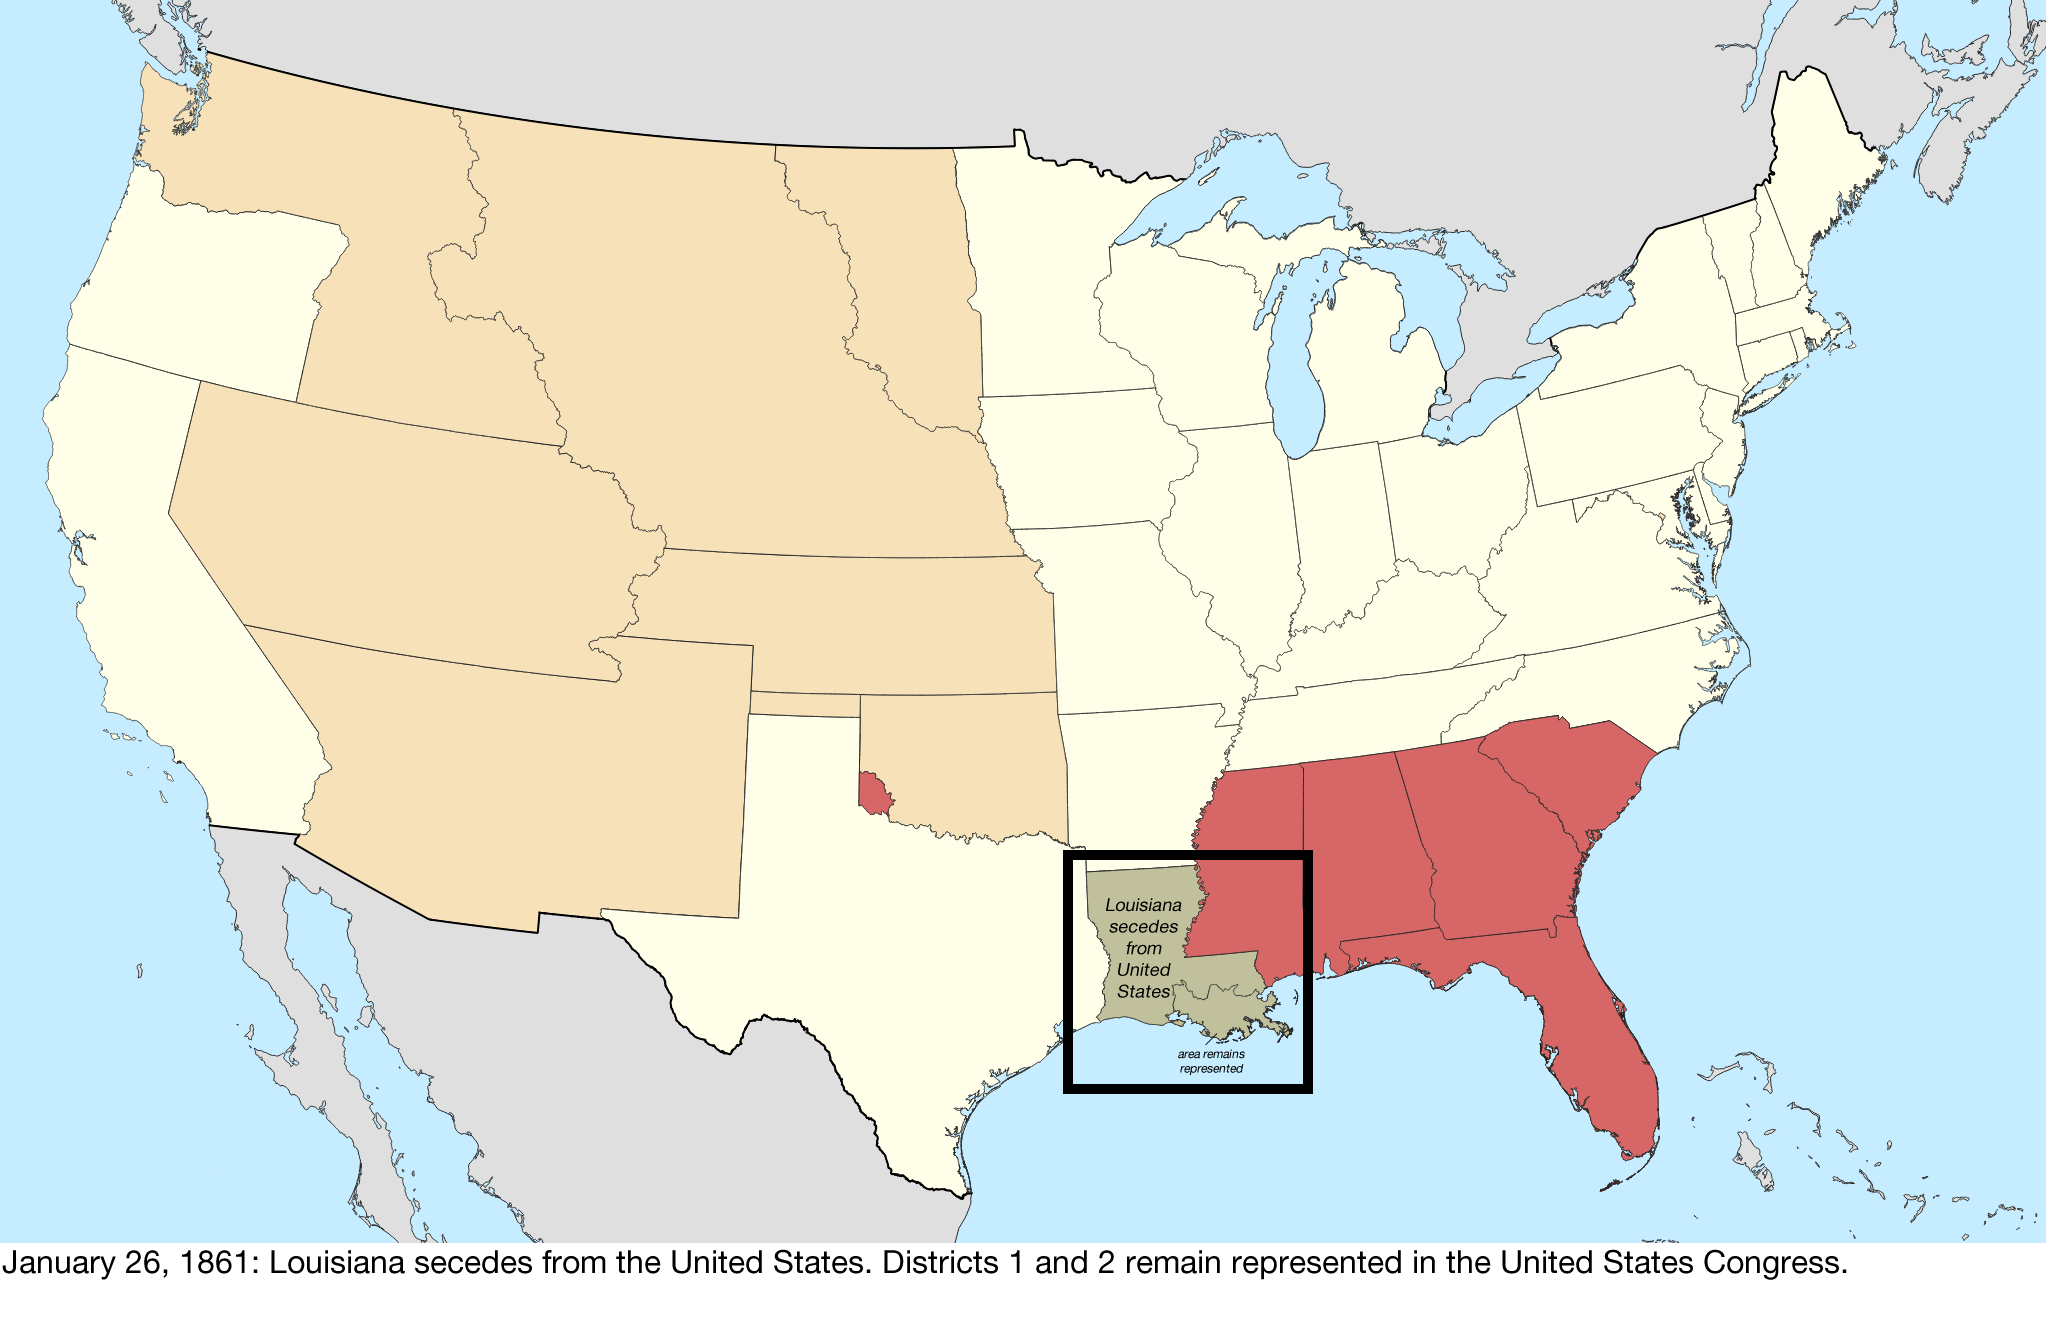 Louisiana
secedes
from
United
States
area remains
represented
January 26, 1861: Louisiana secedes from the United States. Districts 1 and 2 remain represented in the United States Congress.